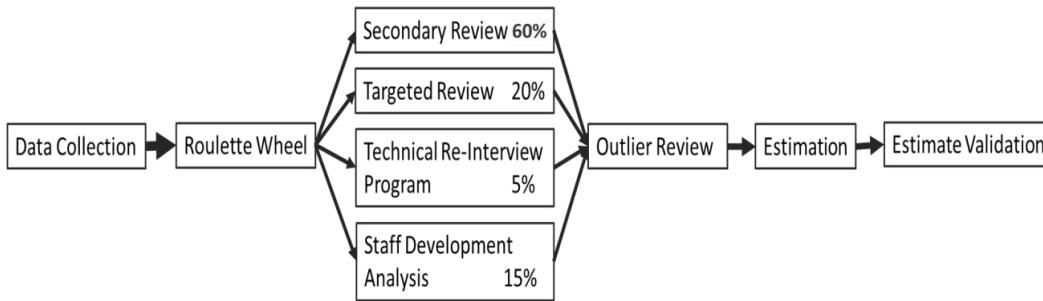 Data Collection
Roulette Wheel
Secondary Review 60%
Targeted Review 20%
Technical Re-Interview
Program 5%
Staff Development
Analysis 15%
Outlier Review
Estimation
Estimate Validation